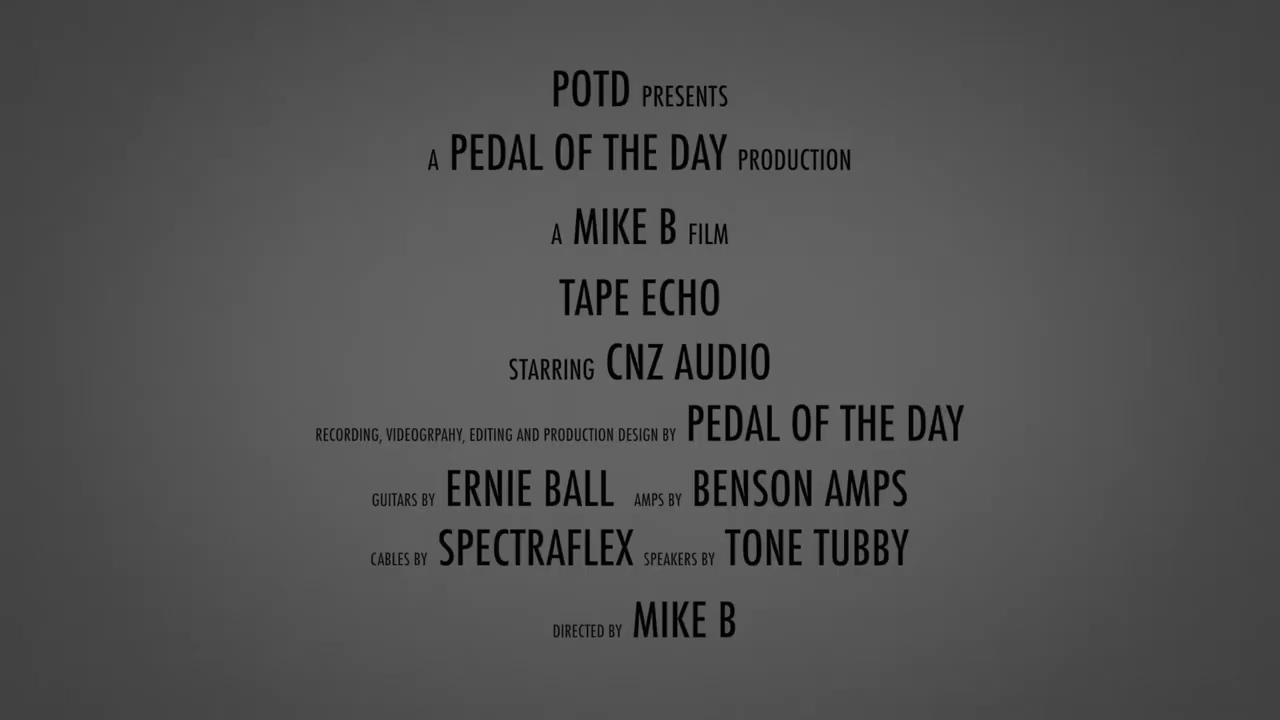 POTD PRESENTS
A PEDAL OF THE DAY PRODUCTION
A MIKE B FILM
TAPE ECHO
STARRING CNZ AUDIO
RECORDING, VIDEOGRPAHY, EDITING AND PRODUCTION DESIGN BY PEDAL OF THE DAY
GUITARS BY ERNIE BALL AMPS BY BENSON AMPS
CABLES BY SPECTRAFLEX SPEAKERS BY TONE TUBBY
DIRECTED BY MIKE B